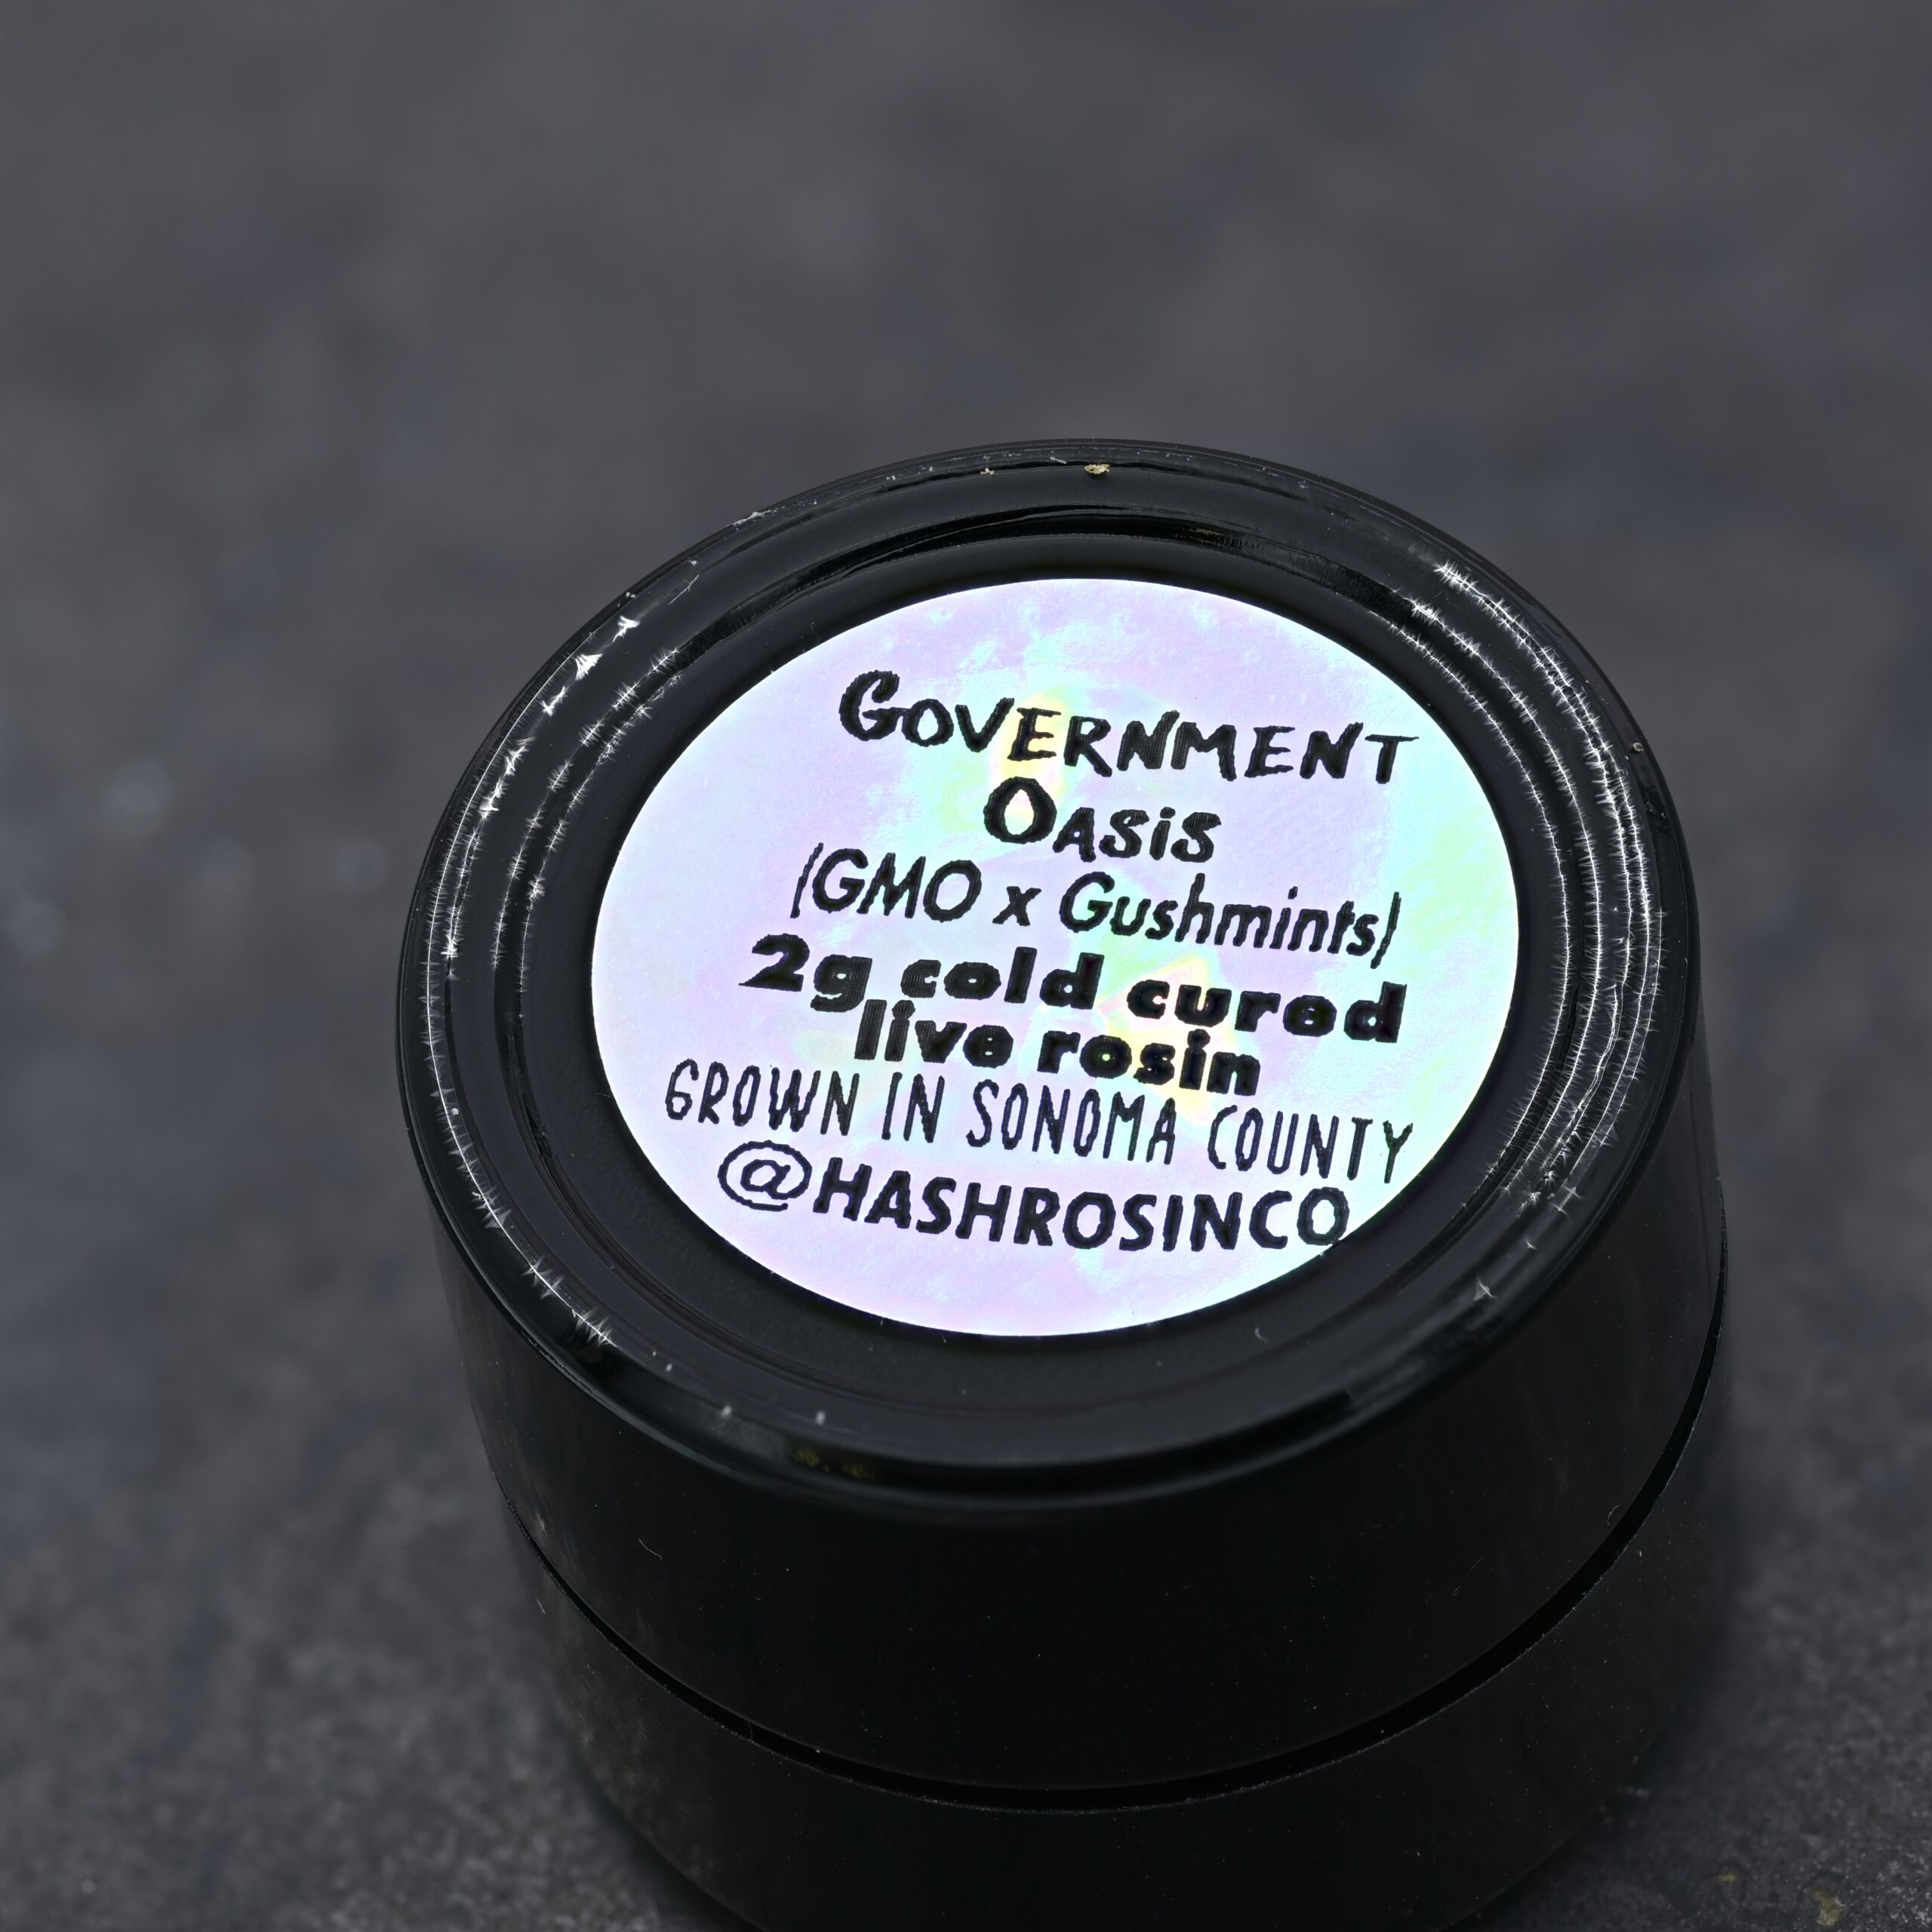 GOVERNMENT
OASiS
(GMO x Gushmints)
2g cold cured
live rosin
GROWN IN SONOMA COUNTY
@HASHROSINCO